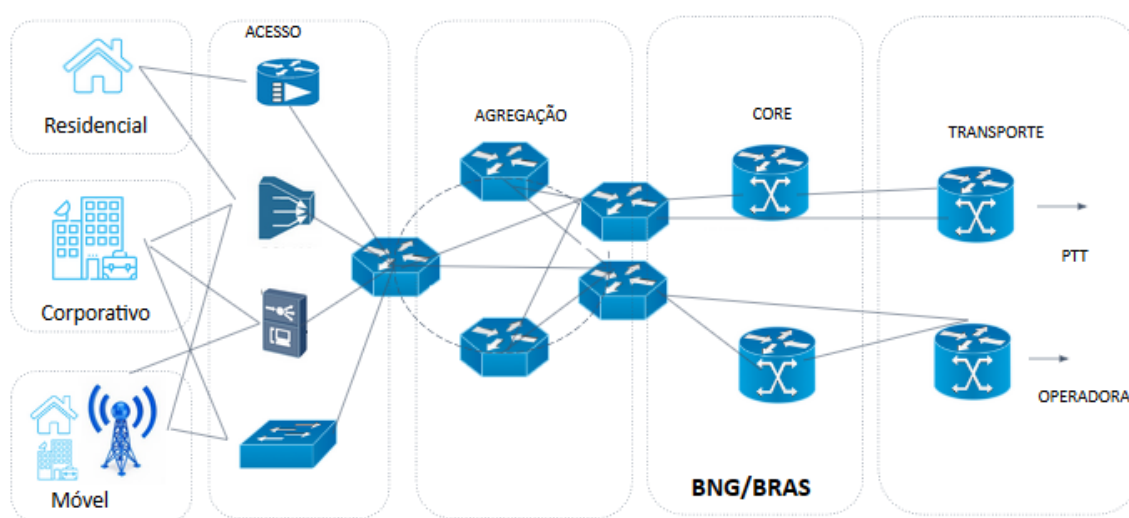 ACESSO
Residencial
AGREGAÇÃO
CORE
TRANSPORTE
PTT
Corporativo
OPERADORA
BNG/BRAS
Móvel